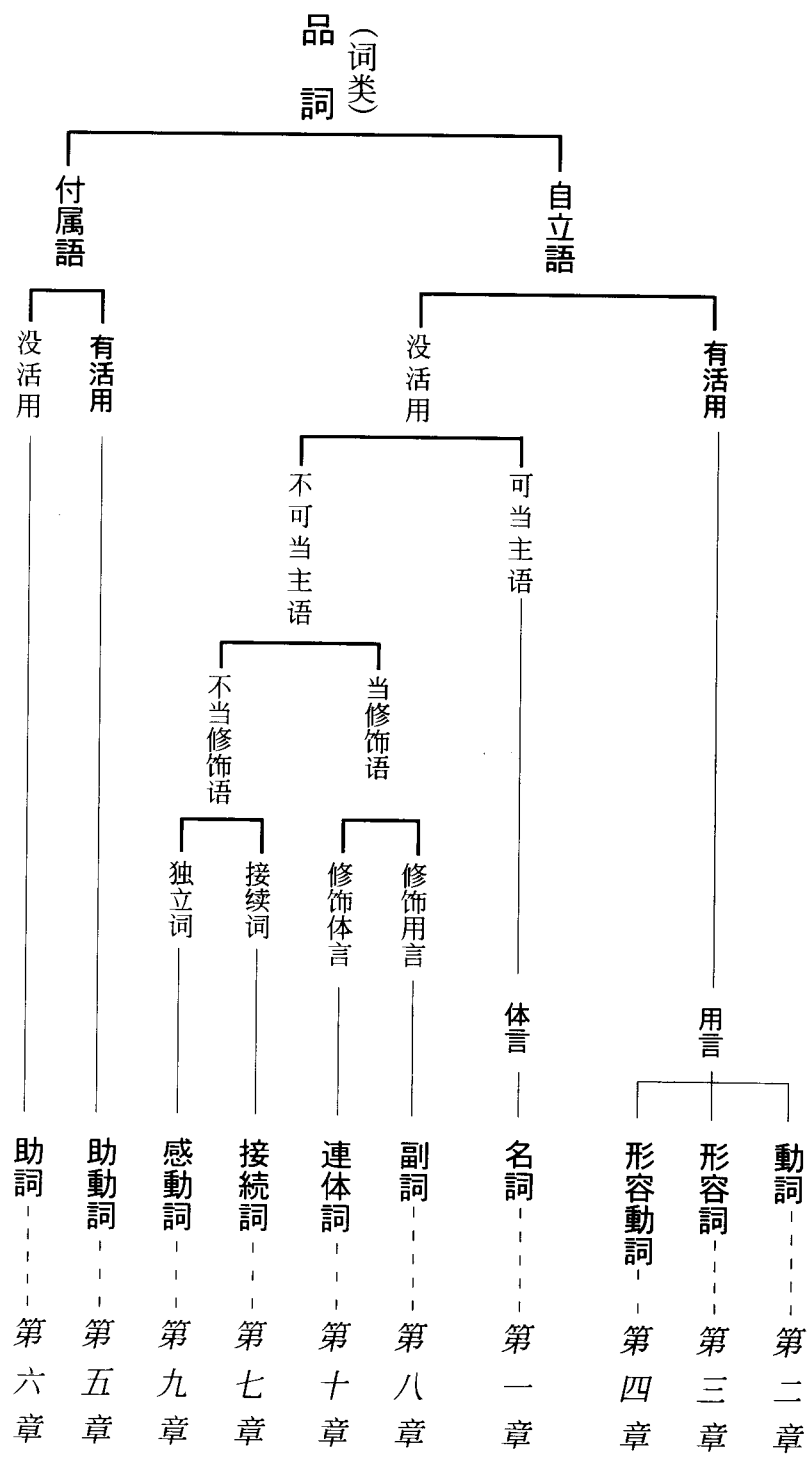 品詞
（词类）
自立語
付属語
有活用
没活用
有活用
没活用
可当主语
不可当主语
当修饰语
不当修饰语
修饰用言
修饰体言
接续词
独立词
用言
体言
動詞
形容詞
形容動詞
名詞
副詞
連体詞
接続詞
感動詞
助動詞
助詞
第二章
第三章
第四章
第一章
第八章
第十章
第七章
第九章
第五章
第六章